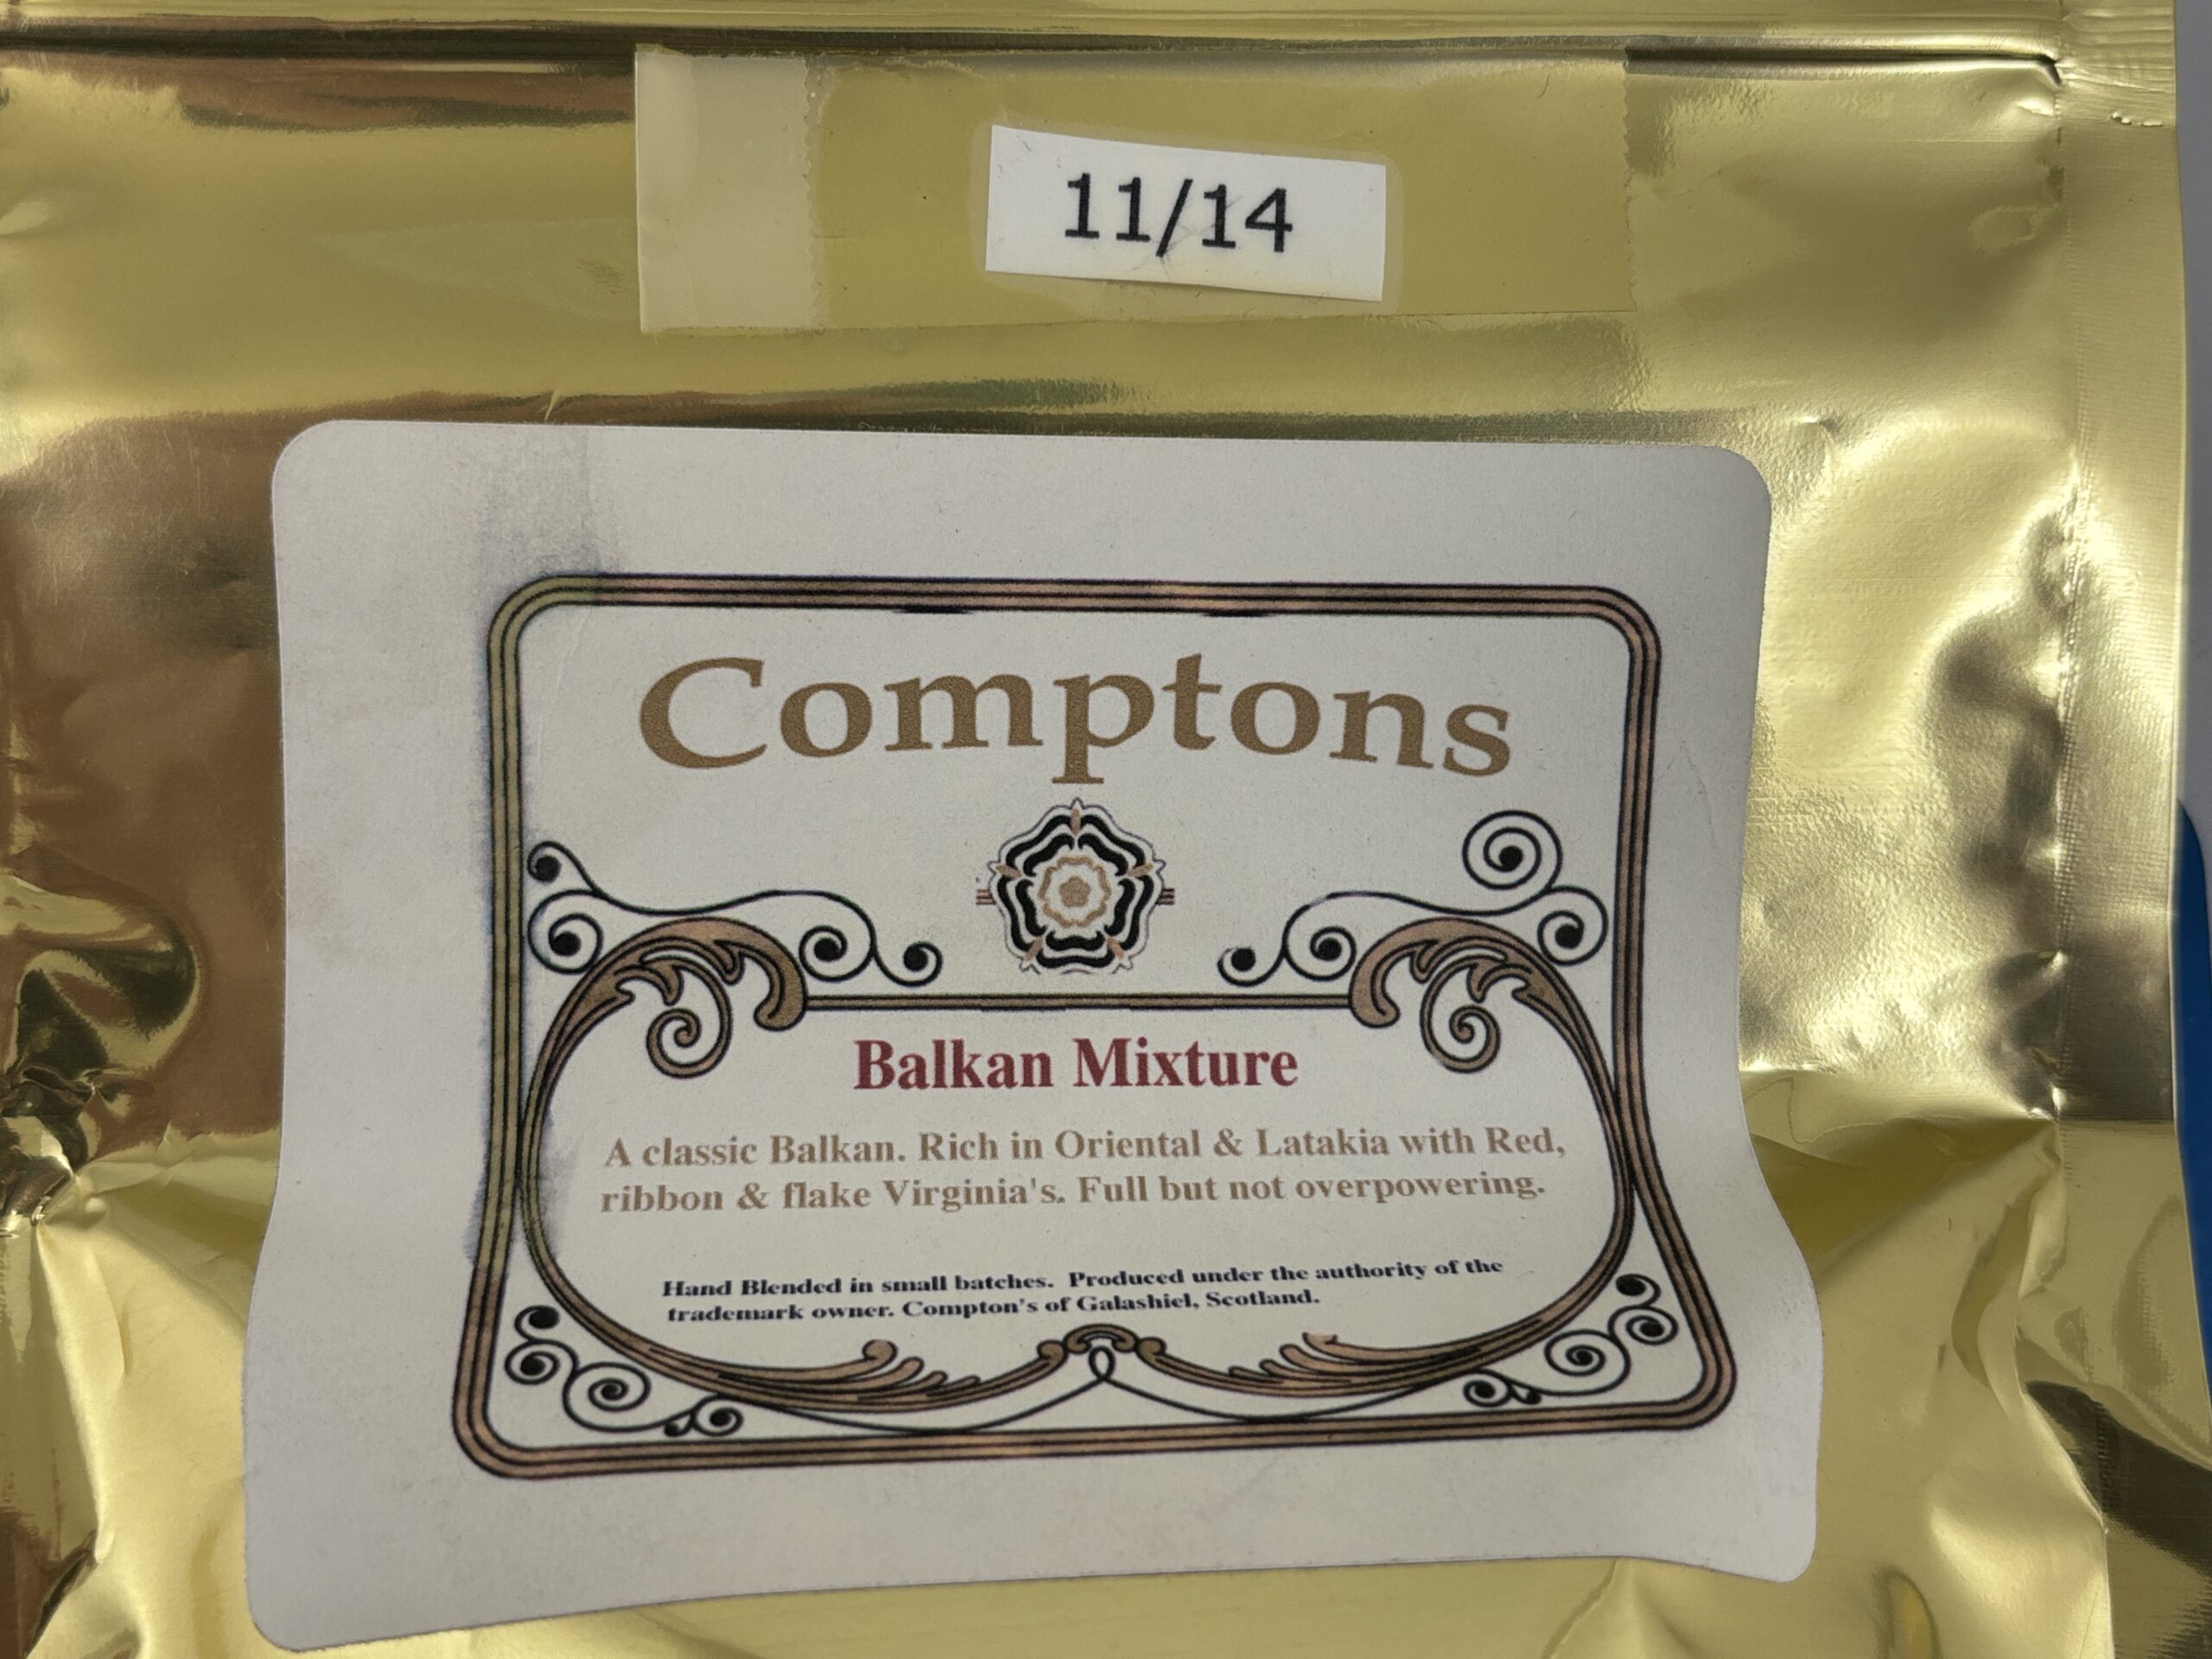 11/14
Comptons
Balkan Mixture
A classic Balkan. Rich in Oriental & Latakia with Red,
ribbon & flake Virginia's. Full but not overpowering.
Hand Blended in small batches. Produced under the authority of the
trademark owner. Compton's of Galashiel, Scotland.